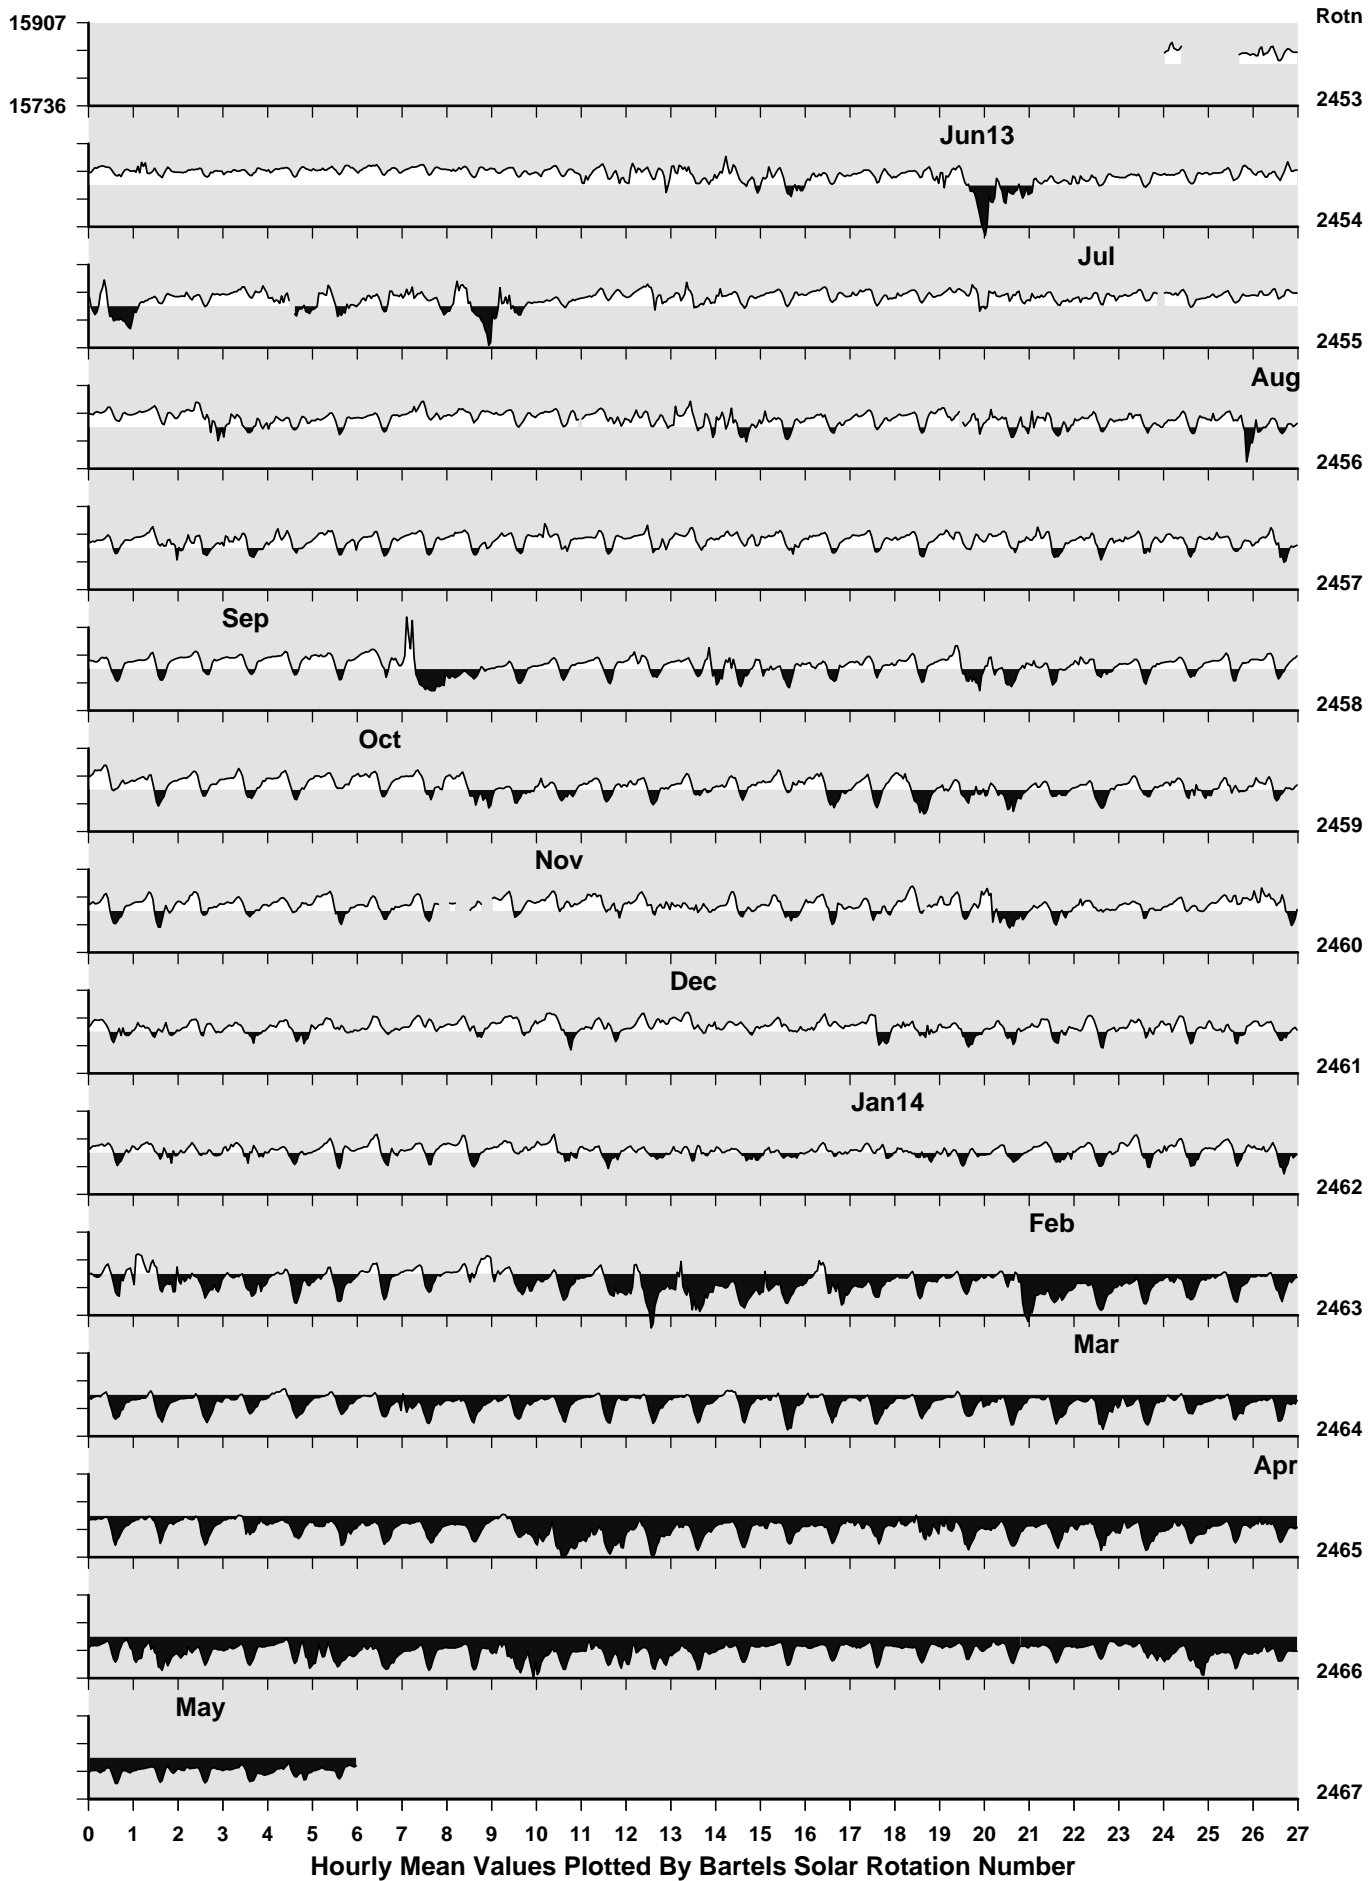 15907
Rotn
15736
2453
Jun13
2454
Jul
2455
Aug
2456
2457
Sep
2458
Oct
2459
Nov
2460
Dec
2461
Jan14
2462
Feb
2463
Mar
2464
Apr
2465
2466
May
2467
0 1 2 3 4 5 6 7 8 9 10 11 12 13 14 15 16 17 18 19 20 21 22 23 24 25 26 27
Hourly Mean Values Plotted By Bartels Solar Rotation Number